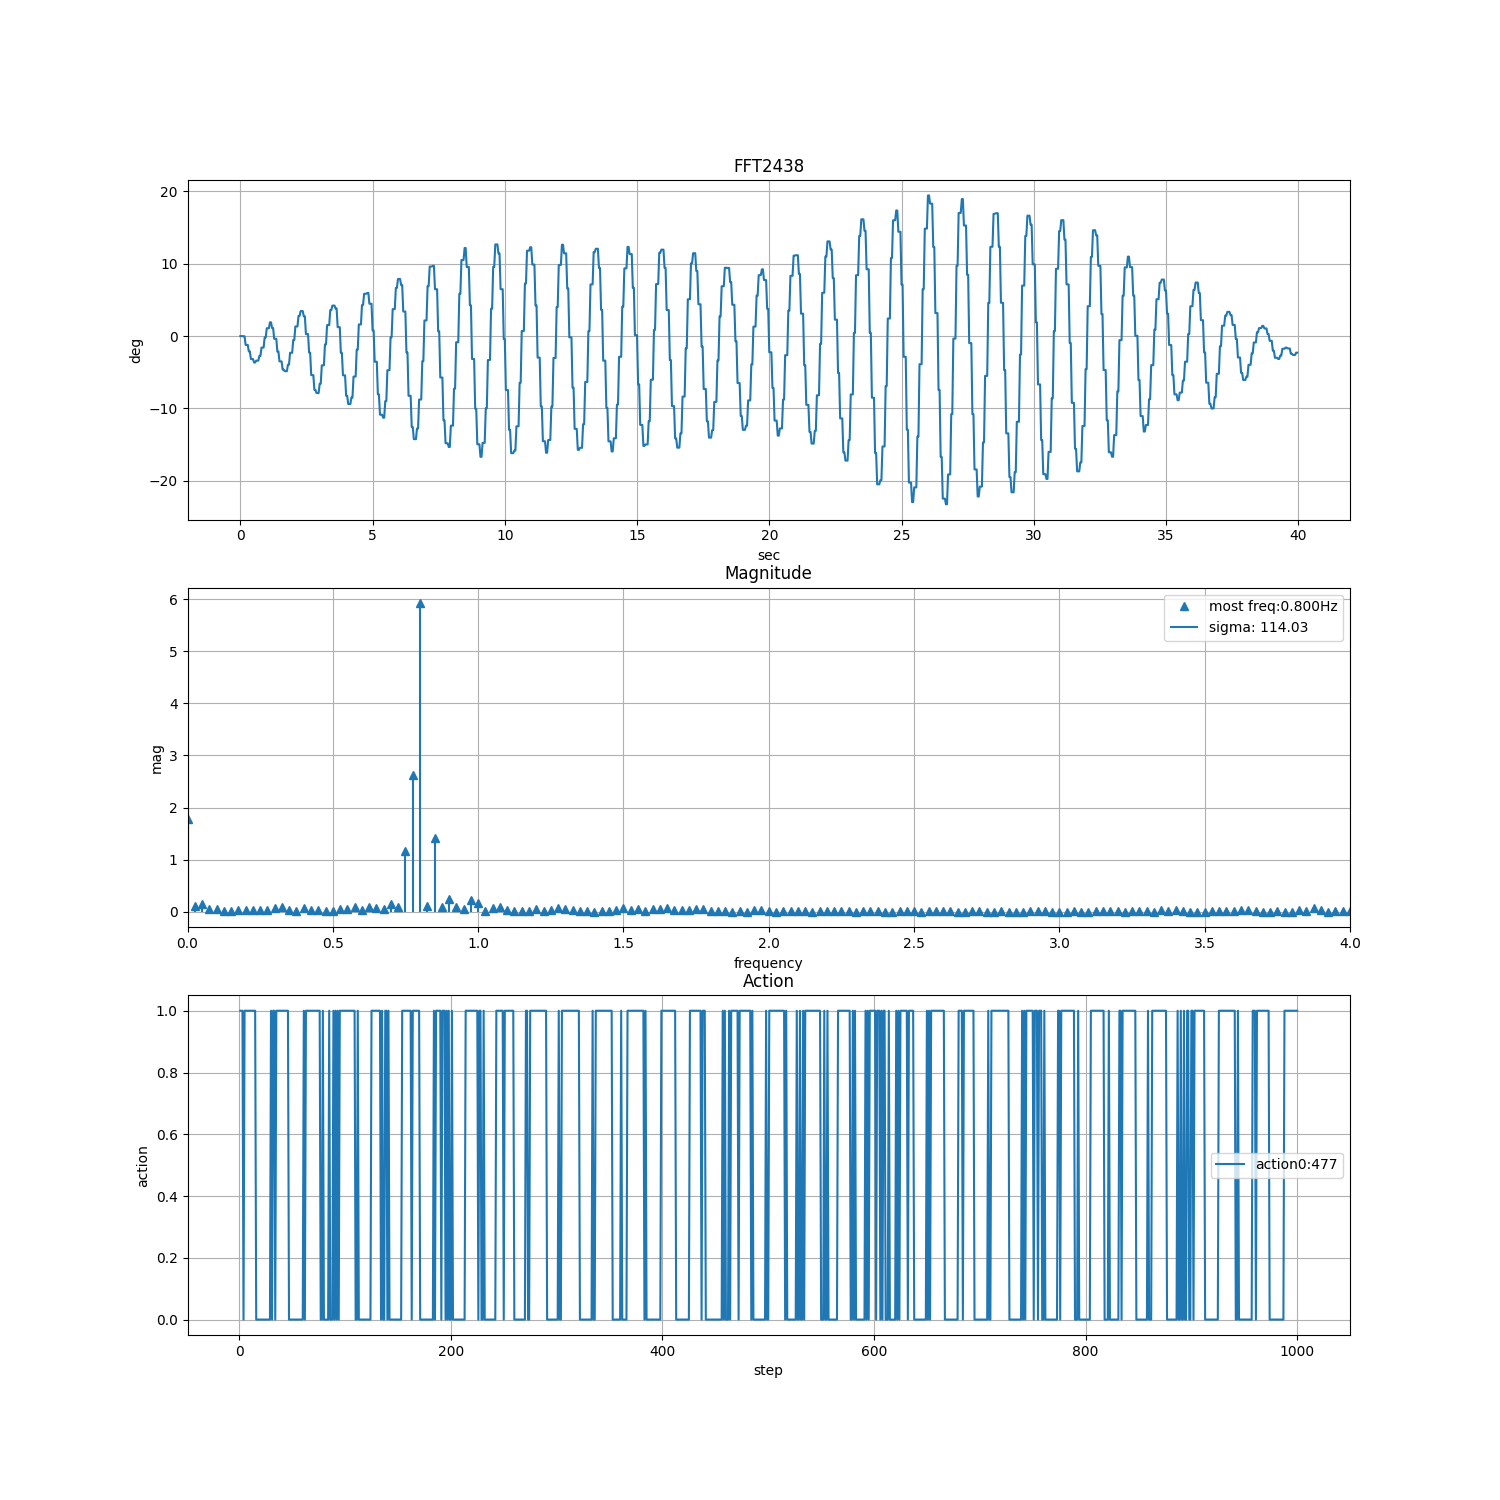 FFT2438
20
10
0
−10
−20
deg
0 5 10 15 20 25 30 35 40
sec
Magnitude
6
5
4
3
2
1
0
mag
most freq:0.800Hz
sigma: 114.03
0.0 0.5 1.0 1.5 2.0 2.5 3.0 3.5 4.0
frequency
Action
1.0
0.8
0.6
0.4
0.2
0.0
action
action0:477
0 200 400 600 800 1000
step